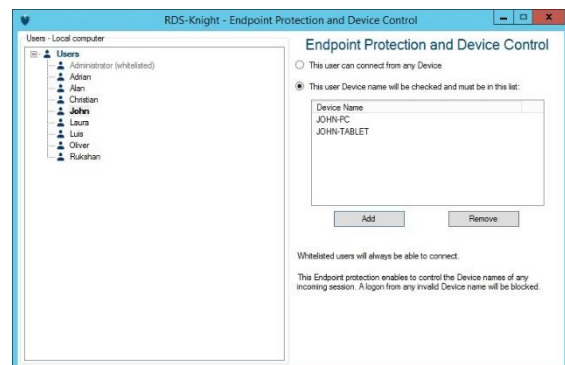 RDS-Knight - Endpoint Protection and Device Control
Users - Local computer
Users
Administrator (whitelisted)
Adrian
Alan
Christian
John
Laura
Luis
Oliver
Rukshan
Endpoint Protection and Device Control
This user can connect from any Device
This user Device name will be checked and must be in this list:
Device Name
JOHN-PC
JOHN-TABLET
Add
Remove
Whitelisted users will always be able to connect.
This Endpoint protection enables to control the Device names of any
incoming session. A logon from any invalid Device name will be blocked.